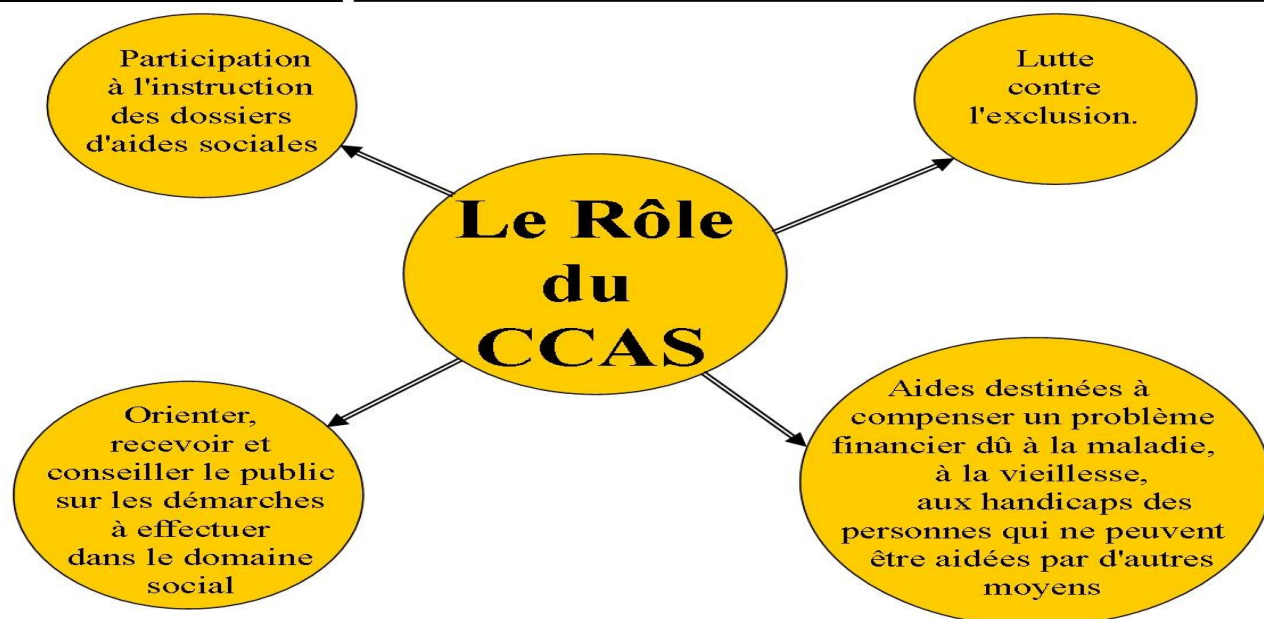 Participation
à l'instruction
des dossiers
d'aides sociales
Lutte
contre
l'exclusion.
Le Rôle
du
CCAS
Orienter,
recevoir et
conseiller le public
sur les démarches
à effectuer
dans le domaine
social
Aides destinées à
compenser un problème
financier dû à la maladie,
à la vieillesse,
aux handicaps des
personnes qui ne peuvent
être aidées par d'autres
moyens